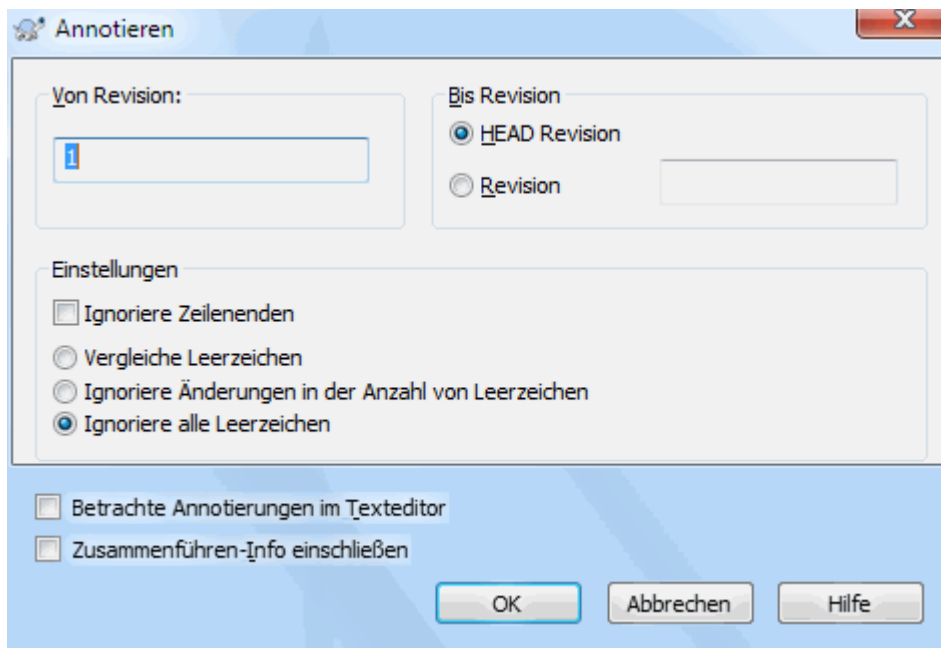 Annotieren
Von Revision:
1
Bis Revision
HEAD Revision
Revision
Einstellungen
Ignoriere Zeilenenden
Vergleiche Leerzeichen
Ignoriere Änderungen in der Anzahl von Leerzeichen
Ignoriere alle Leerzeichen
Betrachte Annotierungen im Texteditor
Zusammenführen-Info einschließen
OK Abbrechen Hilfe